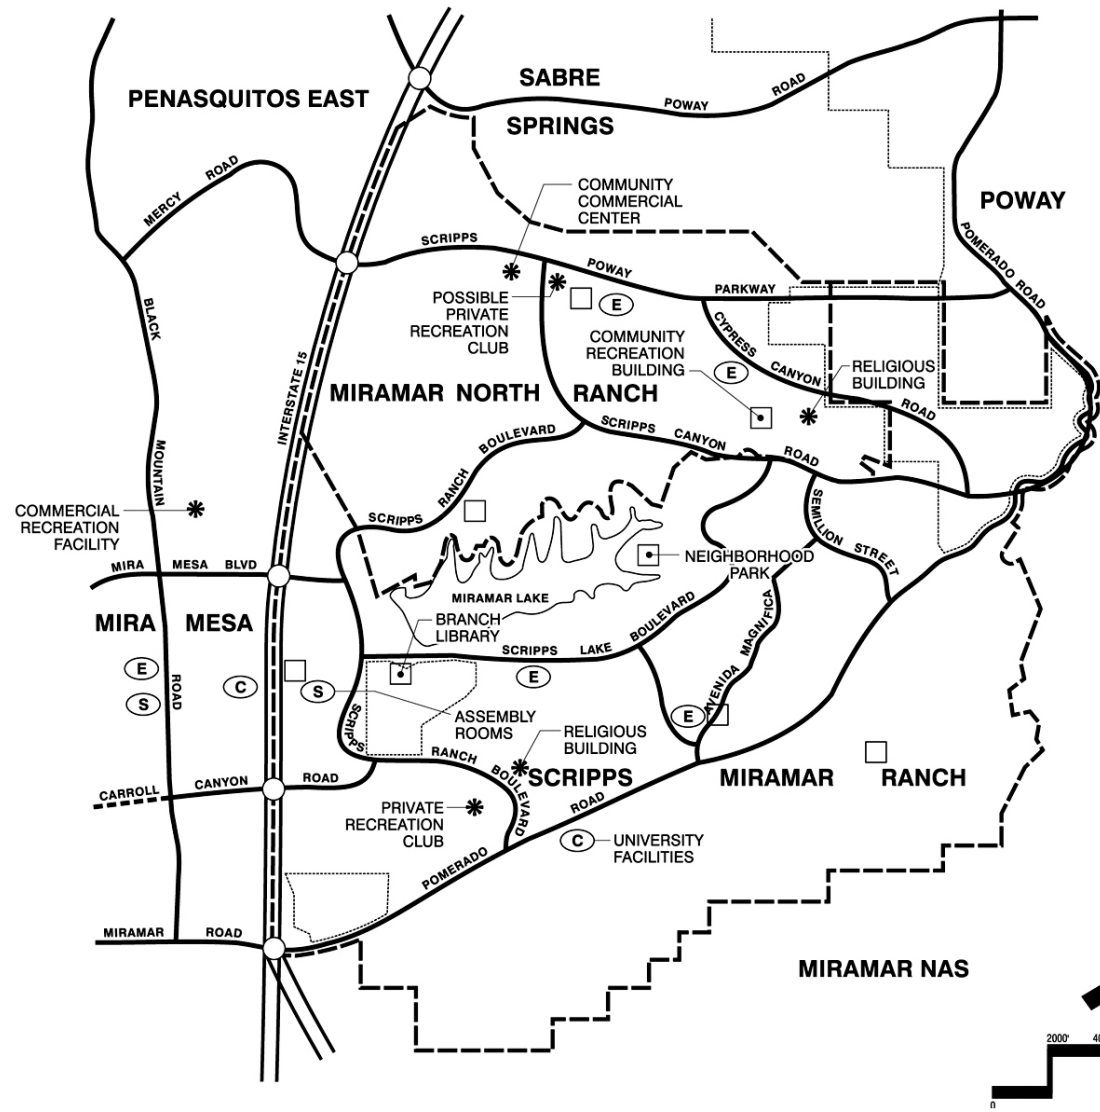 SABRE
SPRINGS
PENASQUITOS EAST
POWAY
ROAD
MERCY
ROAD
COMMUNITY
COMMERCIAL
CENTER
POWAY
POMERADO ROAD
SCRIPPS
POWAY
PARKWAY
POSSIBLE
PRIVATE
RECREATION
CLUB
E
COMMUNITY
RECREATION
BUILDING
E
CYPRESS
CANYON
ROAD
RELIGIOUS
BUILDING
BLACK
MOUNTAIN
ROAD
INTERSTATE 15
MIRAMAR NORTH RANCH
SCRIPPS
RANCH
BOULEVARD
SCRIPPS
CANYON
ROAD
COMMERCIAL
RECREATION
FACILITY
SEMILLION
STREET
NEIGHBORHOOD
PARK
MIRA
MESA
BLVD
MIRAMAR LAKE
MIRA MESA
E
S
C
S
BRANCH
LIBRARY
SCRIPPS
LAKE
BOULEVARD
AVENIDA
MAGNIFICA
E
E
ASSEMBLY
ROOMS
SCRIPPS
RANCH
BOULEVARD
RELIGIOUS
BUILDING
SCRIPPS MIRAMAR RANCH
CARROLL
CANYON
ROAD
PRIVATE
RECREATION
CLUB
POMERADO
ROAD
C
UNIVERSITY
FACILITIES
MIRAMAR
ROAD
MIRAMAR NAS
2000'
0